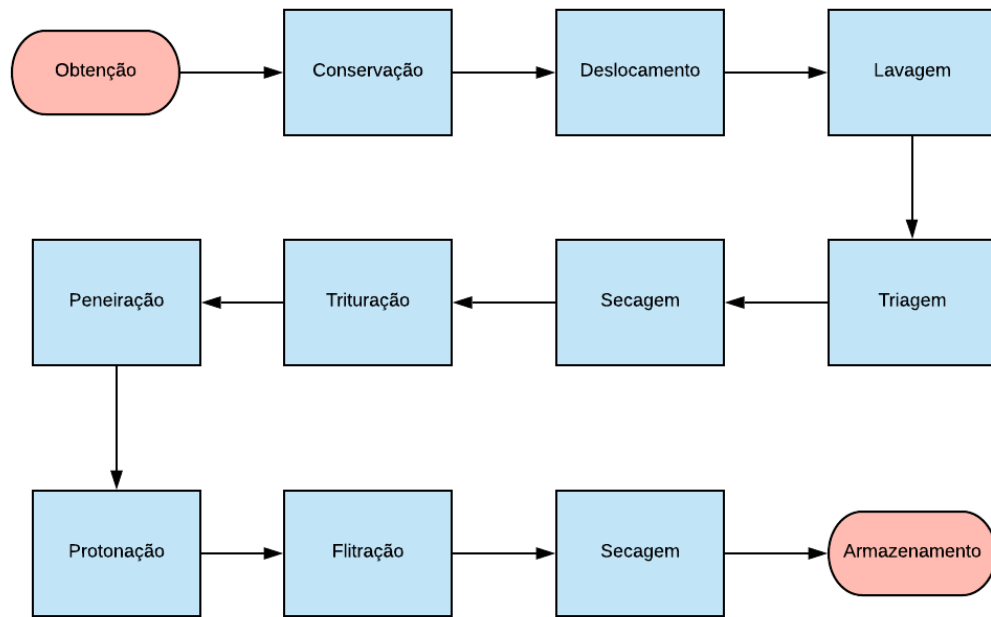 Obtenção
Conservação
Deslocamento
Lavagem
Triagem
Secagem
Trituração
Peneiração
Protonação
Flitração
Secagem
Armazenamento